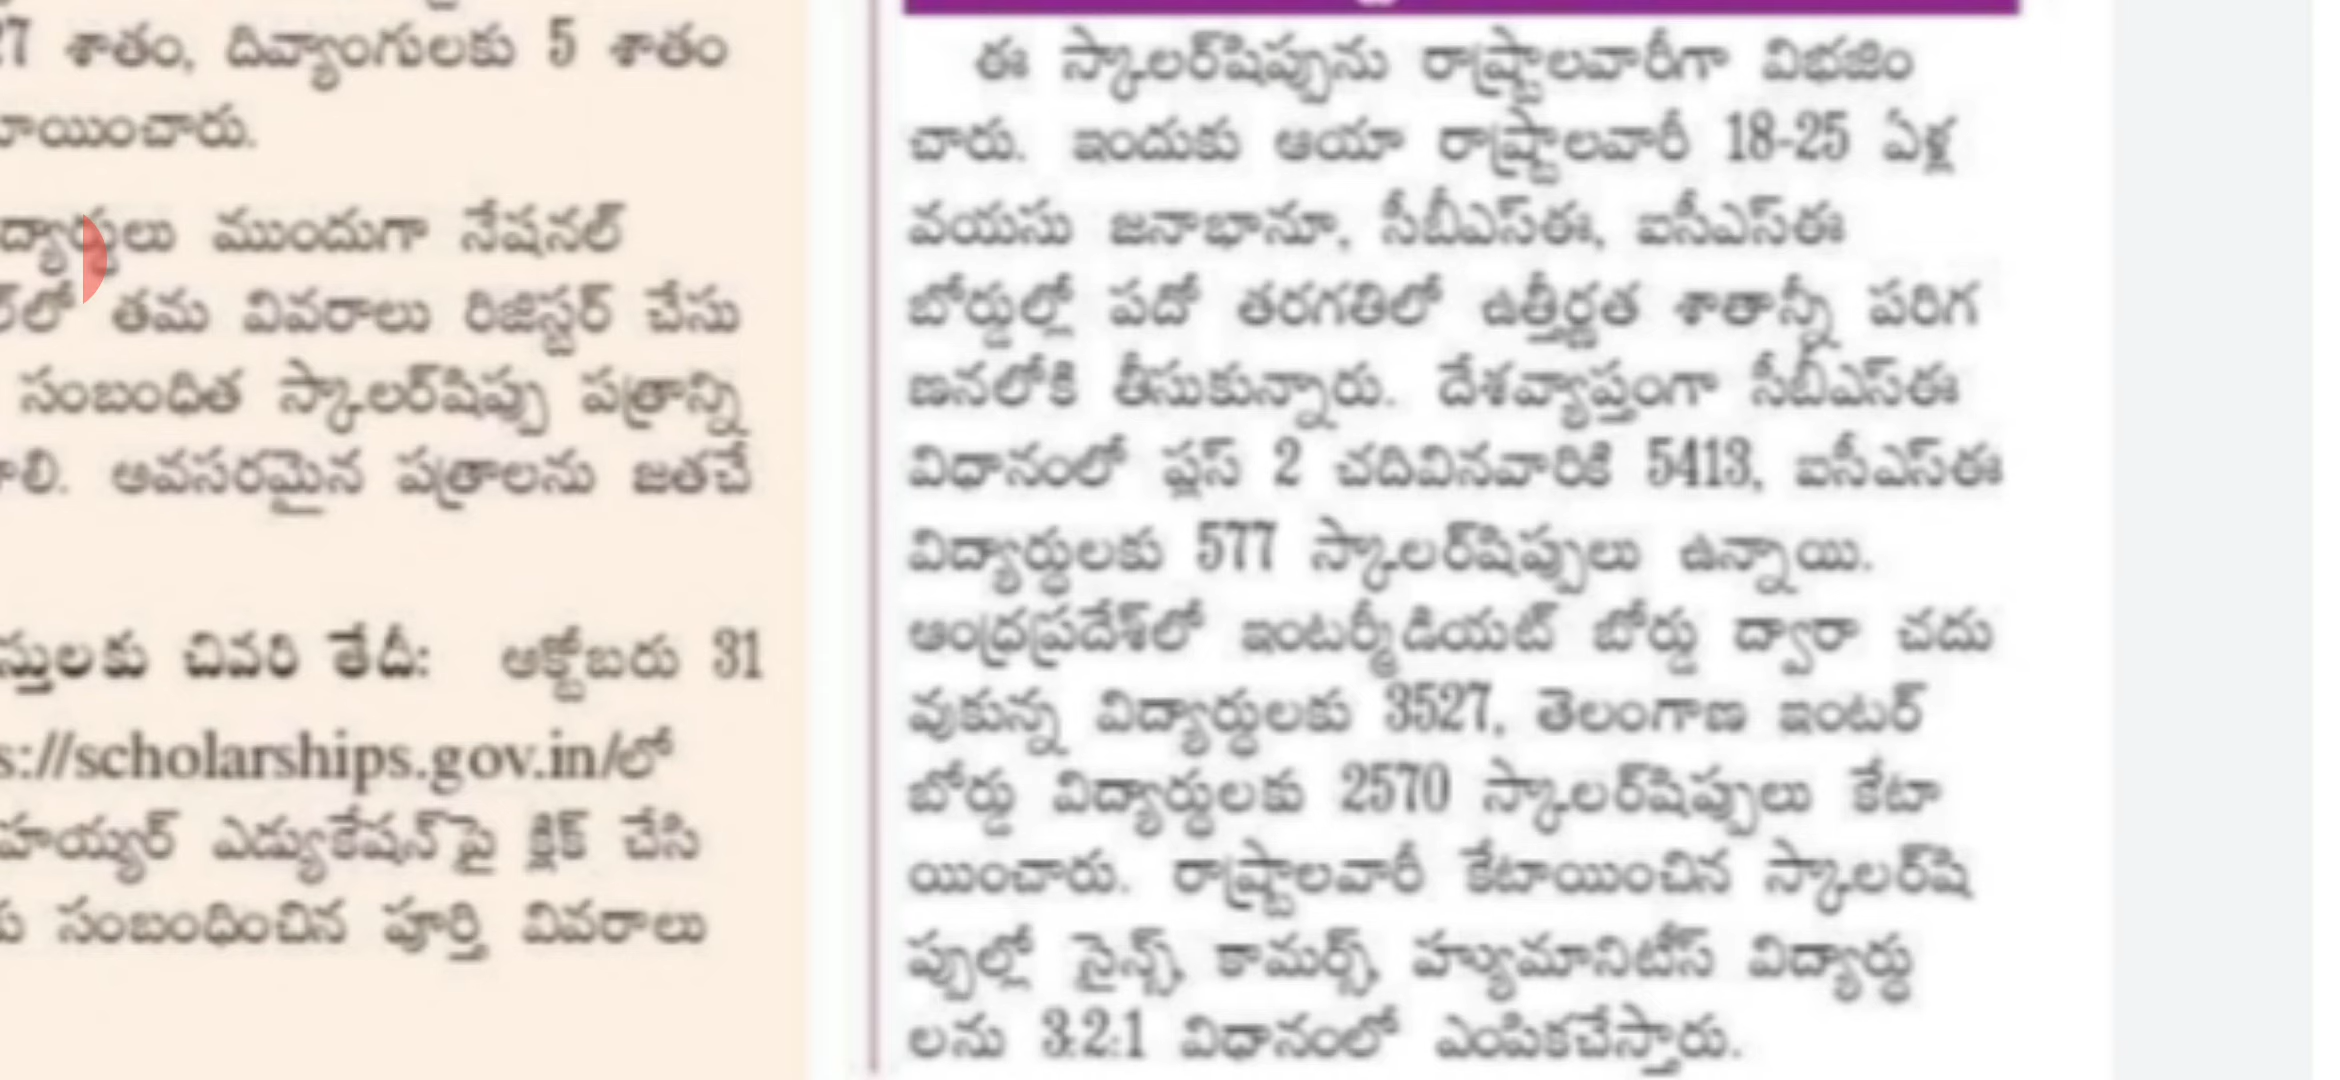 27 శాతం, దివ్యాంగులకు 5 శాతం
యించారు.
ద్యార్థులు ముందుగా నేషనల్
ల్‌లో తమ వివరాలు రిజిస్టర్ చేసు
సంబంధిత స్కాలర్‌షిప్పు పత్రాన్ని
లి. అవసరమైన పత్రాలను జతచే
స్తులకు చివరి తేదీ: అక్టోబరు 31
s://scholarships.gov.in/లో
హయ్యర్ ఎడ్యుకేషన్‌పై క్లిక్ చేసి
కు సంబంధించిన పూర్తి వివరాలు
ఈ స్కాలర్‌షిప్పును రాష్ట్రాలవారీగా విభజిం
చారు. ఇందుకు ఆయా రాష్ట్రాలవారీ 18-25 ఏళ్ల
వయసు జనాభానూ, సీబీఎస్‌ఈ, ఐసీఎస్‌ఈ
బోర్డుల్లో పదో తరగతిలో ఉత్తీర్ణత శాతాన్నీ పరిగ
ణనలోకి తీసుకున్నారు. దేశవ్యాప్తంగా సీబీఎస్‌ఈ
విధానంలో ప్లస్ 2 చదివినవారికి 5413, ఐసీఎస్‌ఈ
విద్యార్థులకు 577 స్కాలర్‌షిప్పులు ఉన్నాయి.
ఆంధ్రప్రదేశ్‌లో ఇంటర్మీడియట్ బోర్డు ద్వారా చదు
వుకున్న విద్యార్థులకు 3527, తెలంగాణ ఇంటర్
బోర్డు విద్యార్థులకు 2570 స్కాలర్‌షిప్పులు కేటా
యించారు. రాష్ట్రాలవారీ కేటాయించిన స్కాలర్‌షి
ప్పుల్లో సైన్స్, కామర్స్, హ్యుమానిటీస్ విద్యార్థు
లను 3:2:1 విధానంలో ఎంపికచేస్తారు.